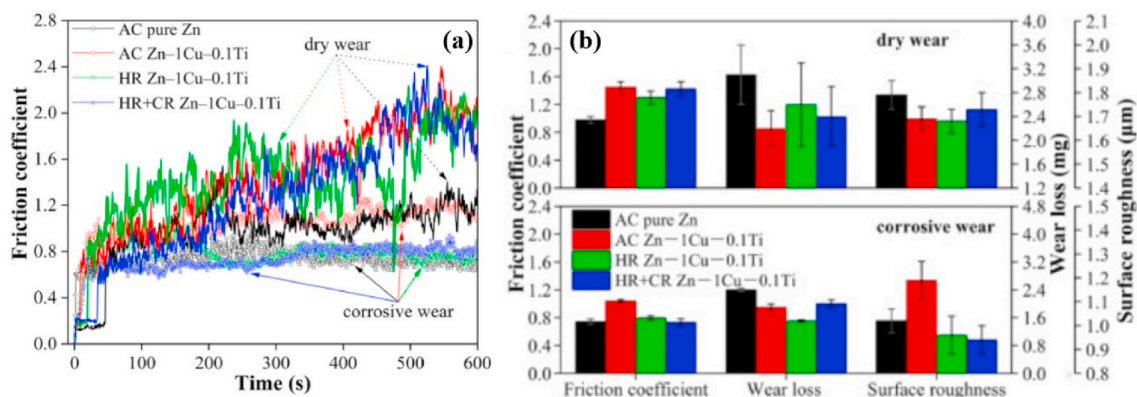 2.8
2.4
2.0
1.6
1.2
0.8
0.4
0.0
Friction coefficient
AC pure Zn
AC Zn–1Cu–0.1Ti
HR Zn–1Cu–0.1Ti
HR+CR Zn–1Cu–0.1Ti
dry wear
(a)
corrosive wear
0 100 200 300 400 500 600
Time (s)
(b)
dry wear
2.4
2.0
1.6
1.2
0.8
0.4
0.0
Friction coefficient
4.0
3.6
3.2
2.8
2.4
2.0
1.6
1.2
2.1
2.0
1.9
1.8
1.7
1.6
1.5
1.4
AC pure Zn
AC Zn−1Cu−0.1Ti
HR Zn−1Cu−0.1Ti
HR+CR Zn−1Cu−0.1Ti
corrosive wear
2.4
2.0
1.6
1.2
0.8
0.4
0.0
Friction coefficient
4.8
4.2
3.6
3.0
2.4
1.8
1.2
0.6
0.0
Wear loss (mg)
1.5
1.4
1.3
1.2
1.1
1.0
0.9
0.8
Surface roughness (μm)
Friction coefficient Wear loss Surface roughness